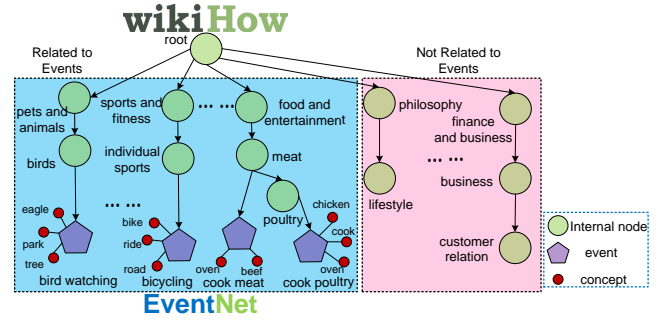 wikiHow
root
Related to
Events
Not Related to
Events
pets and
animals
sports and
fitness
... ...
food and
entertainment
philosophy
finance
and business
birds
individual
sports
meat
... ...
business
poultry
lifestyle
... ...
eagle
park
tree
bike
ride
road
oven
beef
chicken
cook
oven
customer
relation
bird watching
bicycling
cook meat
cook poultry
Internal node
event
concept
EventNet